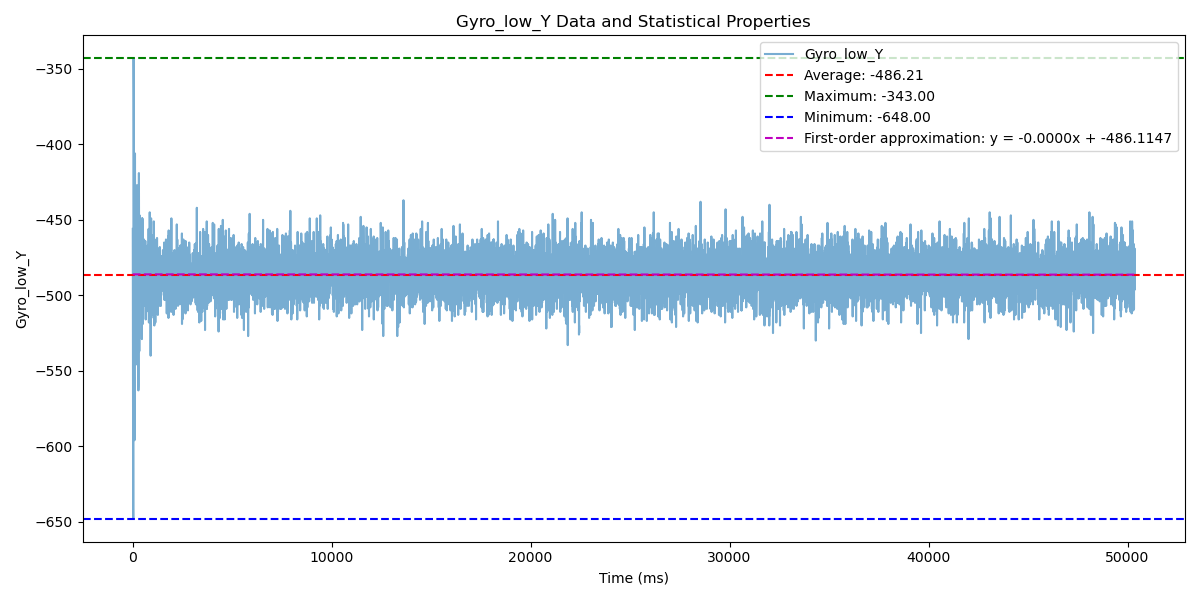 Gyro_low_Y Data and Statistical Properties
Gyro_low_Y
Average: -486.21
Maximum: -343.00
Minimum: -648.00
First-order approximation: y = -0.0000x + -486.1147
Gyro_low_Y
−350
−400
−450
−500
−550
−600
−650
0 10000 20000 30000 40000 50000
Time (ms)